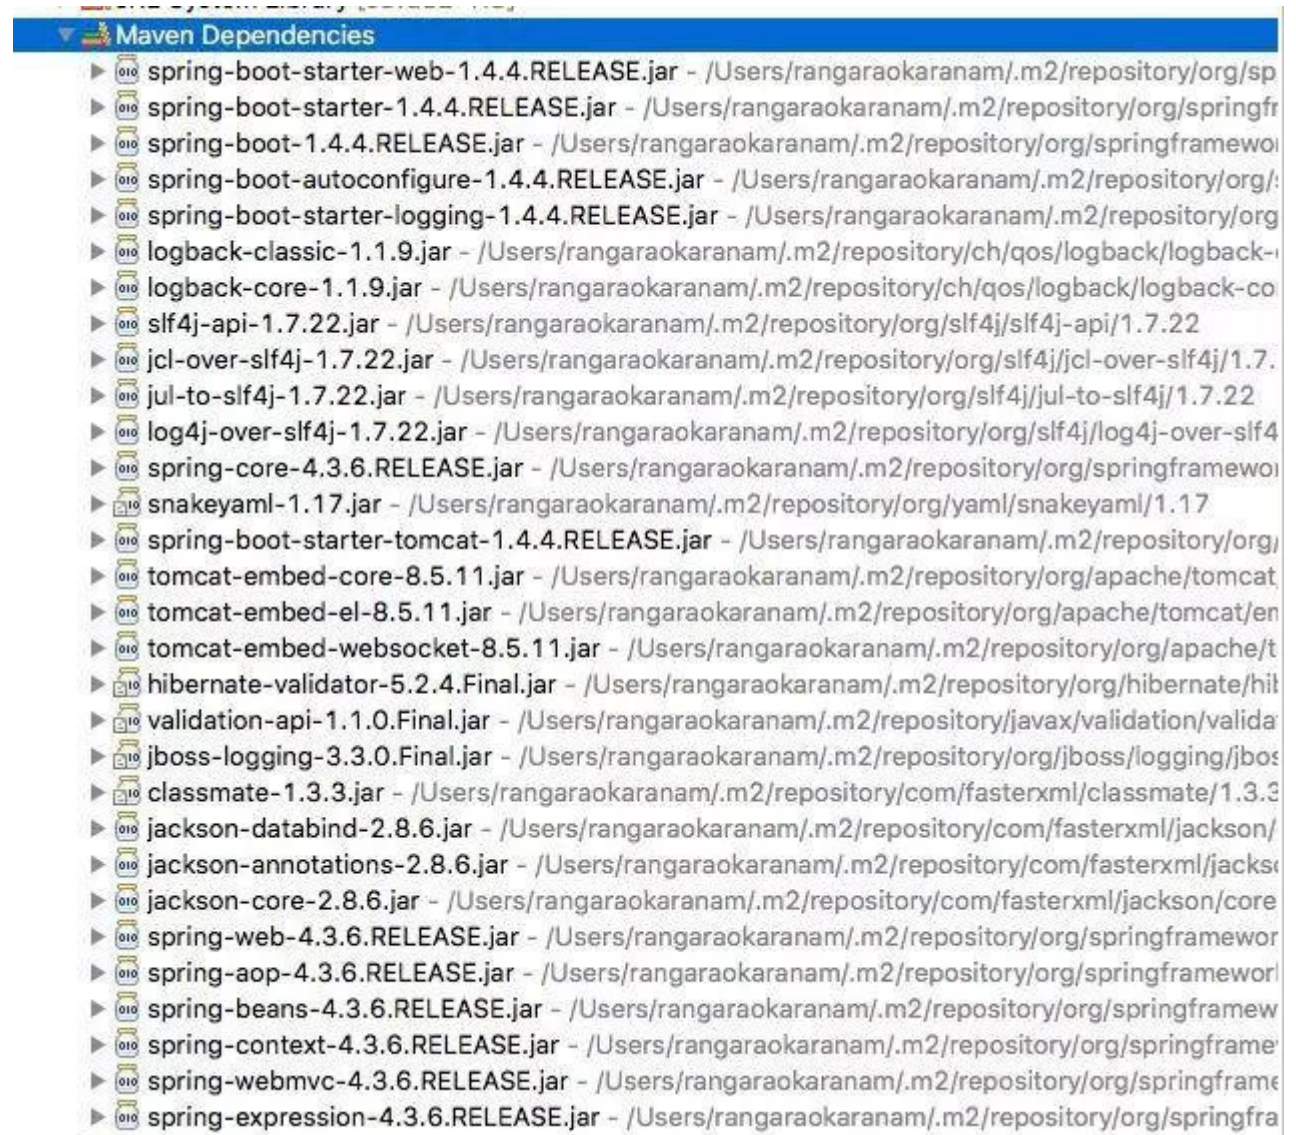 Maven Dependencies
spring-boot-starter-web-1.4.4.RELEASE.jar - /Users/rangaraokaranam/.m2/repository/org/sp
spring-boot-starter-1.4.4.RELEASE.jar - /Users/rangaraokaranam/.m2/repository/org/springfr
spring-boot-1.4.4.RELEASE.jar - /Users/rangaraokaranam/.m2/repository/org/springframewo
spring-boot-autoconfigure-1.4.4.RELEASE.jar - /Users/rangaraokaranam/.m2/repository/org/
spring-boot-starter-logging-1.4.4.RELEASE.jar - /Users/rangaraokaranam/.m2/repository/org
logback-classic-1.1.9.jar - /Users/rangaraokaranam/.m2/repository/ch/qos/logback/logback-
logback-core-1.1.9.jar - /Users/rangaraokaranam/.m2/repository/ch/qos/logback/logback-co
slf4j-api-1.7.22.jar - /Users/rangaraokaranam/.m2/repository/org/slf4j/slf4j-api/1.7.22
jcl-over-slf4j-1.7.22.jar - /Users/rangaraokaranam/.m2/repository/org/slf4j/jcl-over-slf4j/1.7.
jul-to-slf4j-1.7.22.jar - /Users/rangaraokaranam/.m2/repository/org/slf4j/jul-to-slf4j/1.7.22
log4j-over-slf4j-1.7.22.jar - /Users/rangaraokaranam/.m2/repository/org/slf4j/log4j-over-slf4
spring-core-4.3.6.RELEASE.jar - /Users/rangaraokaranam/.m2/repository/org/springframewo
snakeyaml-1.17.jar - /Users/rangaraokaranam/.m2/repository/org/yaml/snakeyaml/1.17
spring-boot-starter-tomcat-1.4.4.RELEASE.jar - /Users/rangaraokaranam/.m2/repository/org/
tomcat-embed-core-8.5.11.jar - /Users/rangaraokaranam/.m2/repository/org/apache/tomcat
tomcat-embed-el-8.5.11.jar - /Users/rangaraokaranam/.m2/repository/org/apache/tomcat/em
tomcat-embed-websocket-8.5.11.jar - /Users/rangaraokaranam/.m2/repository/org/apache/t
hibernate-validator-5.2.4.Final.jar - /Users/rangaraokaranam/.m2/repository/org/hibernate/hib
validation-api-1.1.0.Final.jar - /Users/rangaraokaranam/.m2/repository/javax/validation/valida
jboss-logging-3.3.0.Final.jar - /Users/rangaraokaranam/.m2/repository/org/jboss/logging/jbos
classmate-1.3.3.jar - /Users/rangaraokaranam/.m2/repository/com/fasterxml/classmate/1.3.3
jackson-databind-2.8.6.jar - /Users/rangaraokaranam/.m2/repository/com/fasterxml/jackson/
jackson-annotations-2.8.6.jar - /Users/rangaraokaranam/.m2/repository/com/fasterxml/jackso
jackson-core-2.8.6.jar - /Users/rangaraokaranam/.m2/repository/com/fasterxml/jackson/core
spring-web-4.3.6.RELEASE.jar - /Users/rangaraokaranam/.m2/repository/org/springframewor
spring-aop-4.3.6.RELEASE.jar - /Users/rangaraokaranam/.m2/repository/org/springframewor
spring-beans-4.3.6.RELEASE.jar - /Users/rangaraokaranam/.m2/repository/org/springframew
spring-context-4.3.6.RELEASE.jar - /Users/rangaraokaranam/.m2/repository/org/springframe
spring-webmvc-4.3.6.RELEASE.jar - /Users/rangaraokaranam/.m2/repository/org/springframe
spring-expression-4.3.6.RELEASE.jar - /Users/rangaraokaranam/.m2/repository/org/springfra